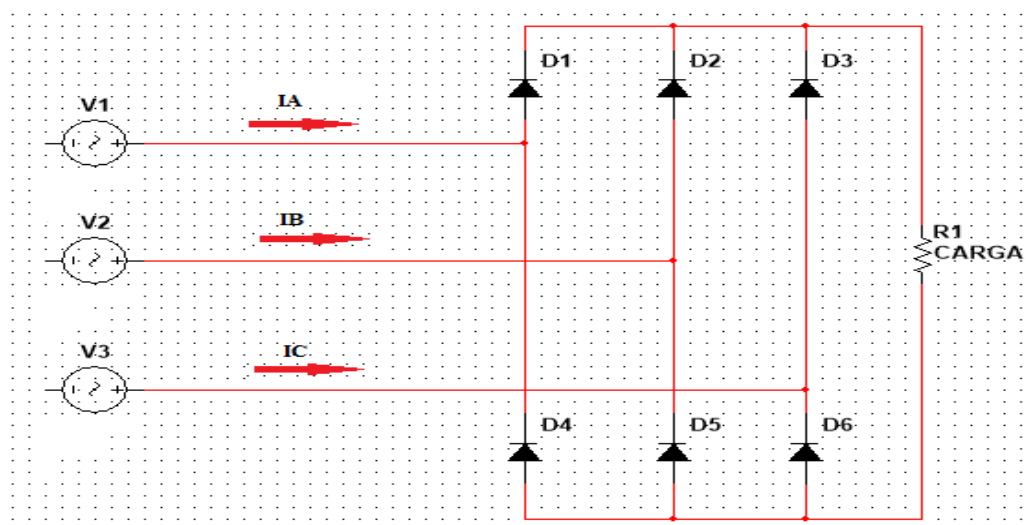 D1 D2 D3
V1 IA
V2 IB
R1
CARGA
V3 IC
D4 D5 D6